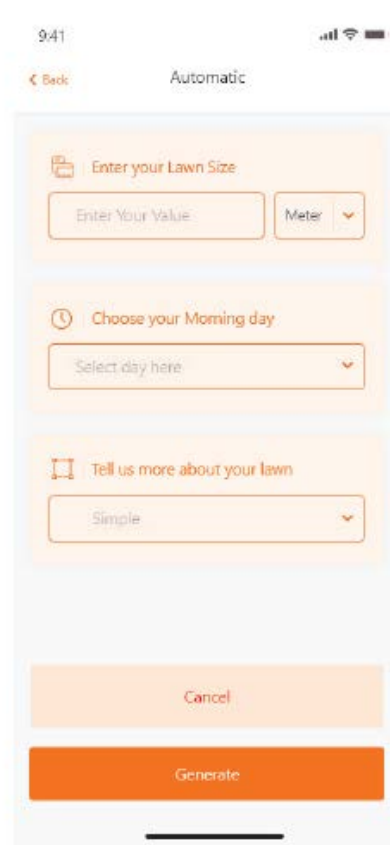 9:41
Back
Automatic
Enter your Lawn Size
Enter Your Value
Meter
Choose your Morning day
Select day here
Tell us more about your lawn
Simple
Cancel
Generate